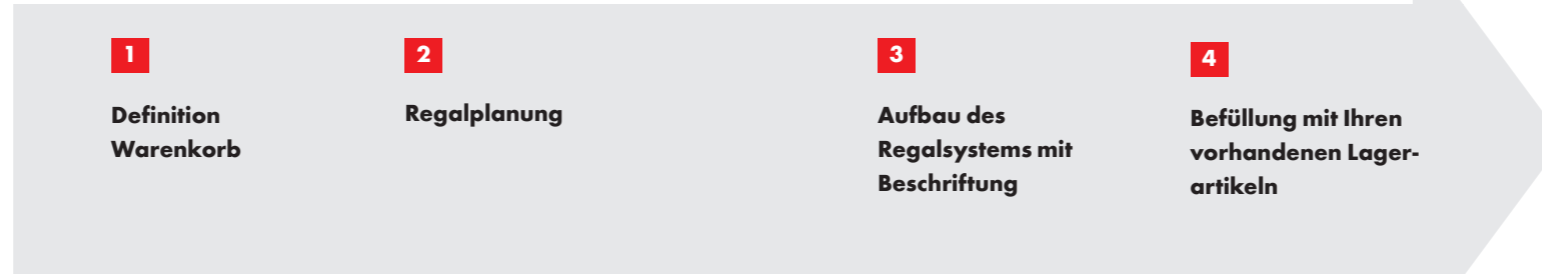 1
Definition
Warenkorb
2
Regalplanung
3
Aufbau des
Regalsystems mit
Beschriftung
4
Befüllung mit Ihren
vorhandenen Lager-
artikeln